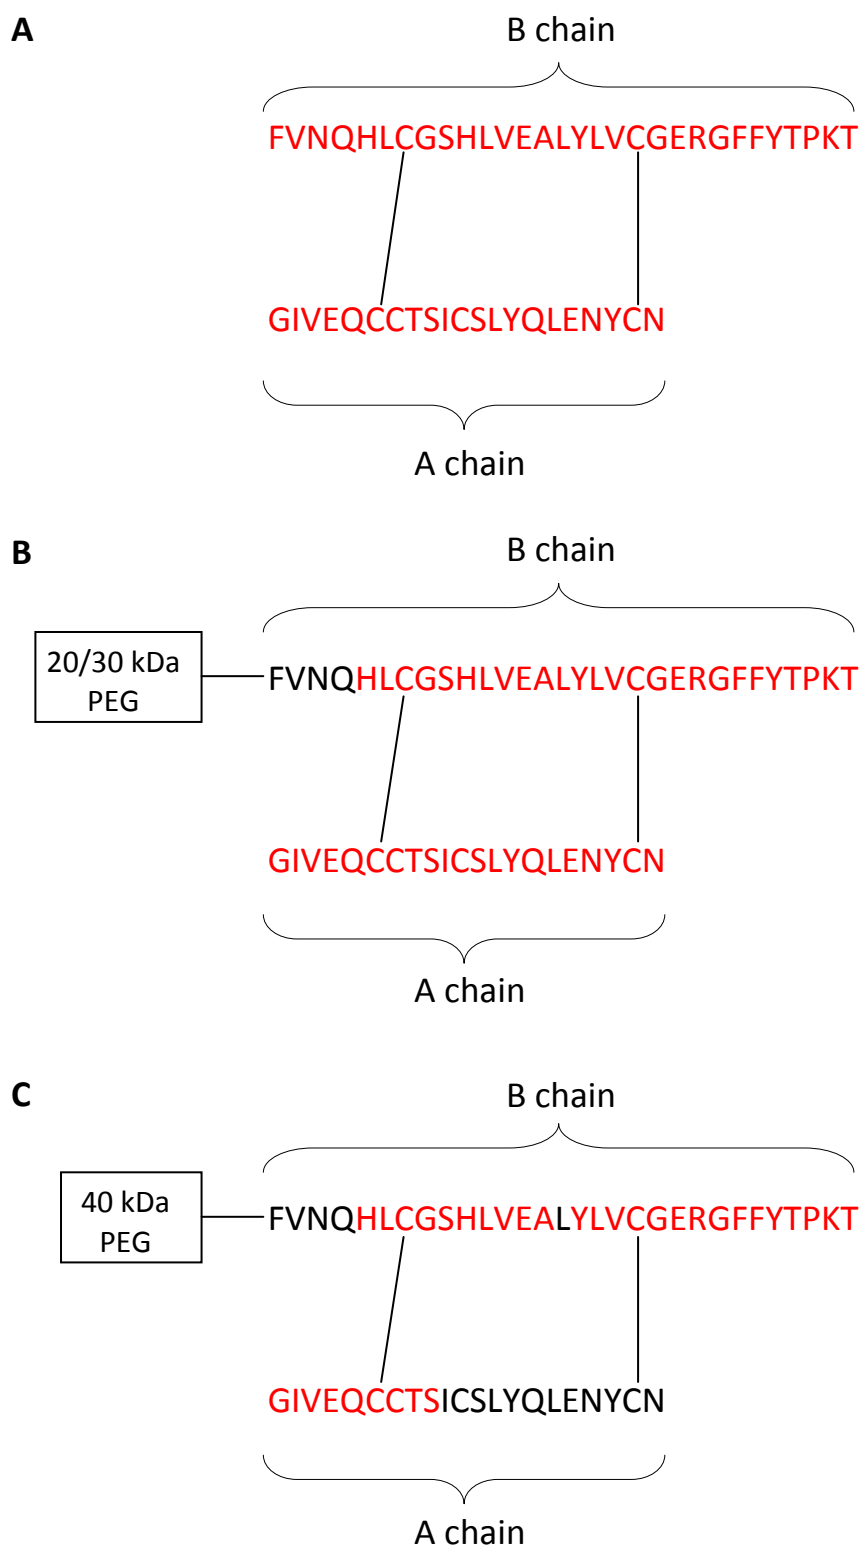 A
B chain
FVNQHLCGSHLVEALYLVCGERGFFYTPKT
GIVEQCCTSICSLYQLENYCN
A chain
B
B chain
20/30 kDa
PEG
FVNQHLCGSHLVEALYLVCGERGFFYTPKT
GIVEQCCTSICSLYQLENYCN
A chain
C
B chain
40 kDa
PEG
FVNQHLCGSHLVEALYLVCGERGFFYTPKT
GIVEQCCTSICSLYQLENYCN
A chain